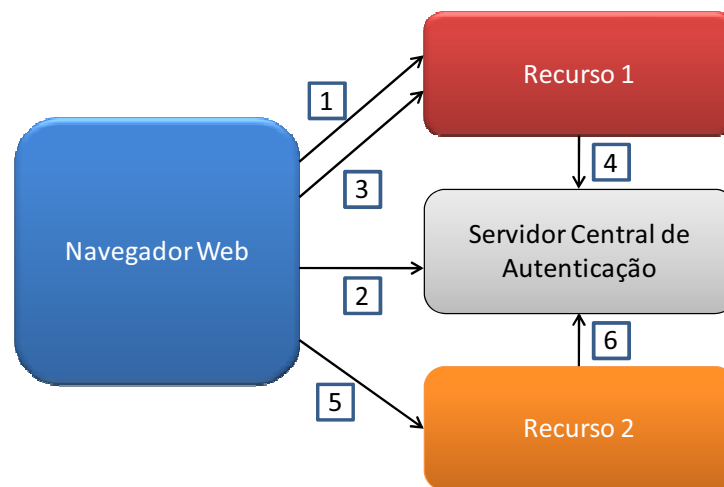 Recurso 1
1
3
4
Navegador Web
Servidor Central de
Autenticação
2
6
5
Recurso 2